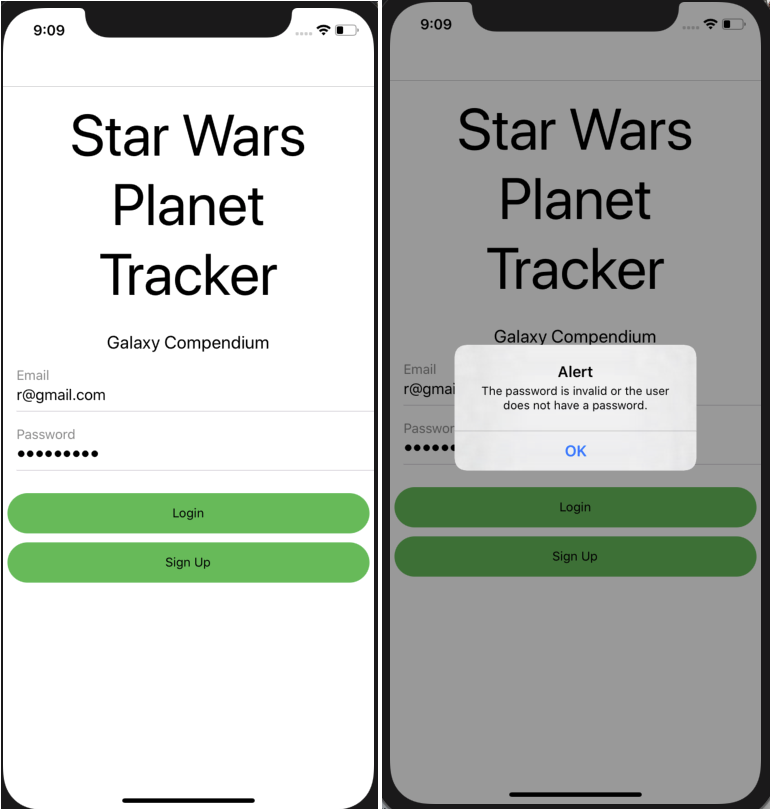 9:09
Star Wars
Planet
Tracker
Galaxy Compendium
Email
r@gmail.com
Password
●●●●●●●●●
Login
Sign Up
9:09
Star Wars
Planet
Tracker
Galaxy Compendium
Email
r@gmai
Passwor
●●●●●●
Alert
The password is invalid or the user
does not have a password.
OK
Login
Sign Up